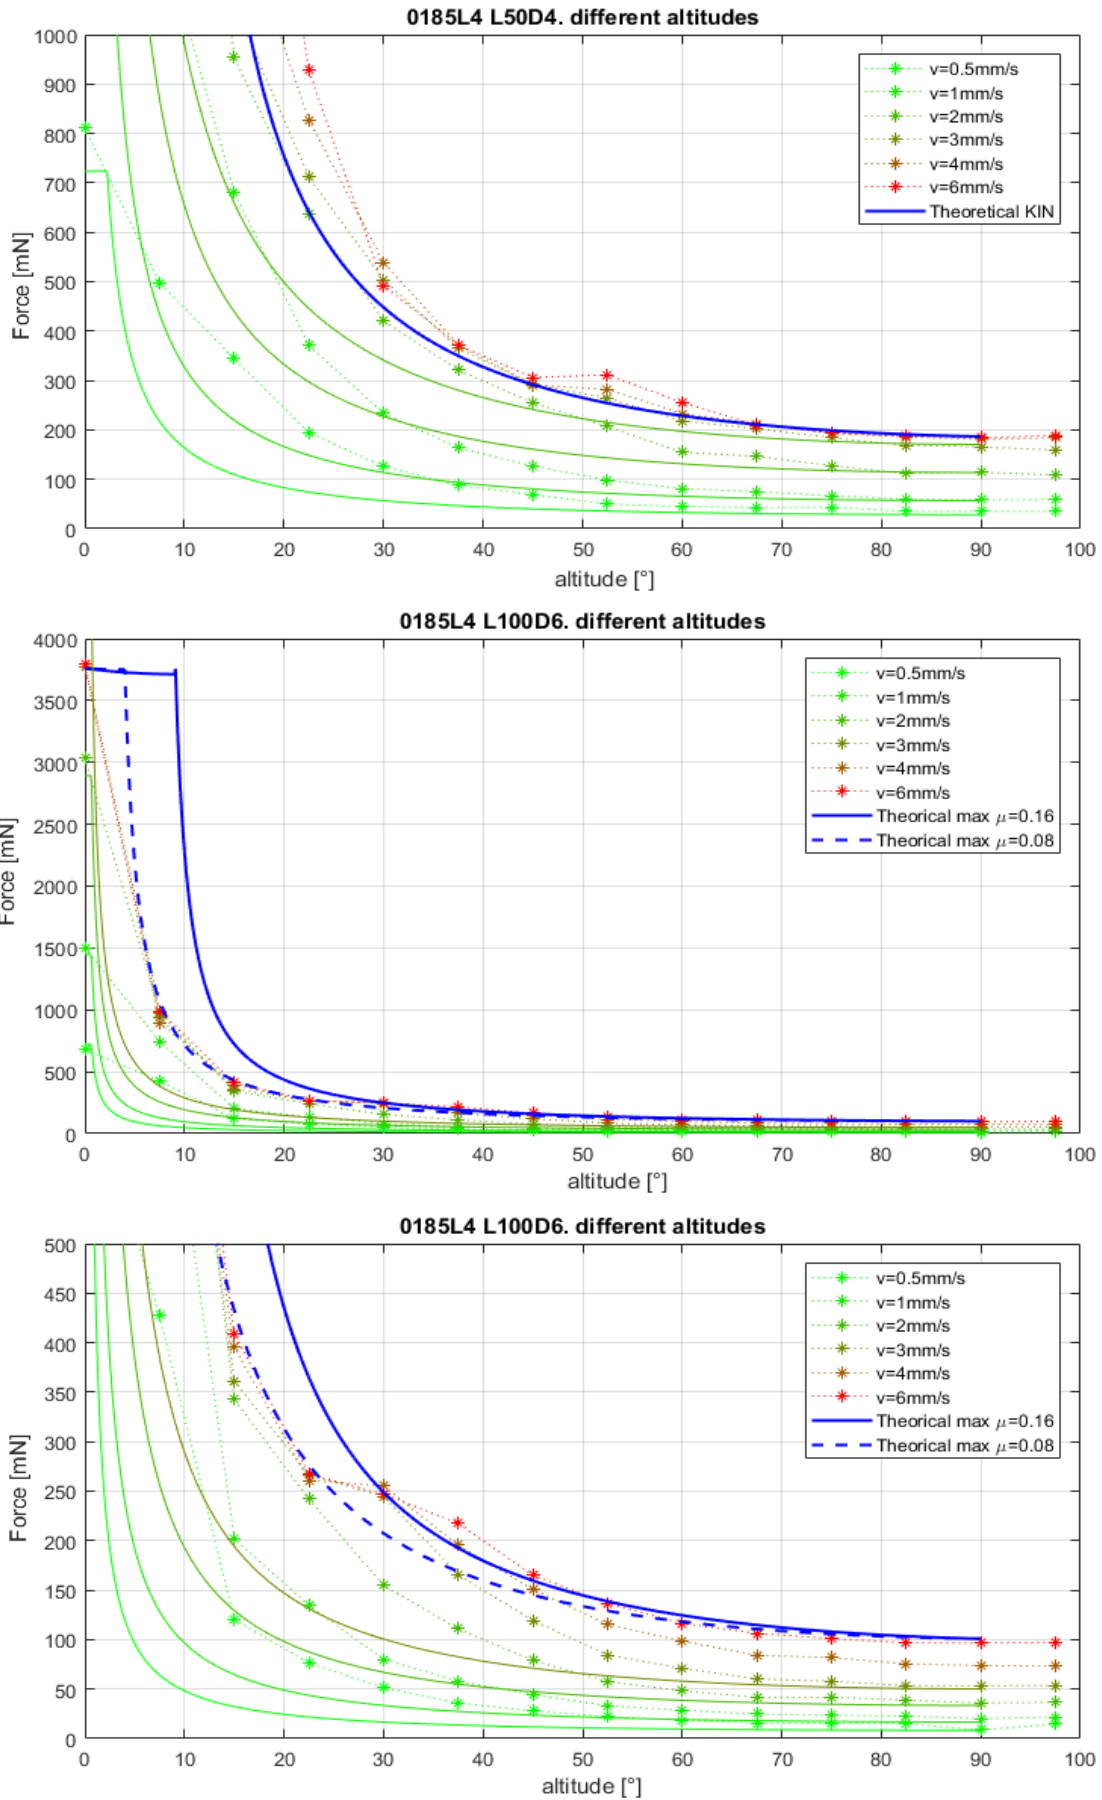 0185L4 L50D4. different altitudes
1000
900
800
700
600
500
400
300
200
100
0
Force [mN]
v=0.5mm/s
v=1mm/s
v=2mm/s
v=3mm/s
v=4mm/s
v=6mm/s
Theoretical KIN
0 10 20 30 40 50 60 70 80 90 100
altitude [°]
0185L4 L100D6. different altitudes
4000
3500
3000
2500
2000
1500
1000
500
0
Force [mN]
v=0.5mm/s
v=1mm/s
v=2mm/s
v=3mm/s
v=4mm/s
v=6mm/s
Theorical max μ=0.16
Theorical max μ=0.08
0 10 20 30 40 50 60 70 80 90 100
altitude [°]
0185L4 L100D6. different altitudes
500
450
400
350
300
250
200
150
100
50
0
Force [mN]
v=0.5mm/s
v=1mm/s
v=2mm/s
v=3mm/s
v=4mm/s
v=6mm/s
Theorical max μ=0.16
Theorical max μ=0.08
0 10 20 30 40 50 60 70 80 90 100
altitude [°]